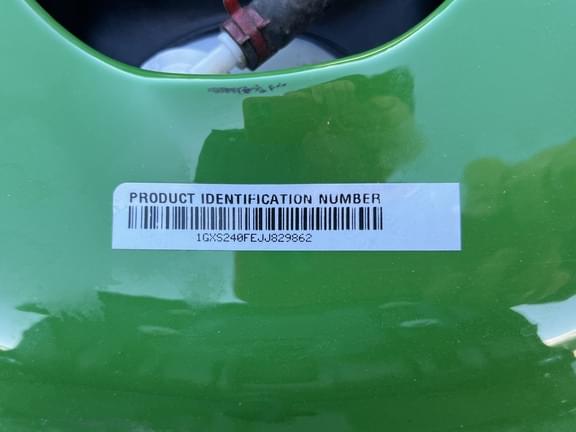 PRODUCT IDENTIFICATION NUMBER
1GXS240FEJJ829862